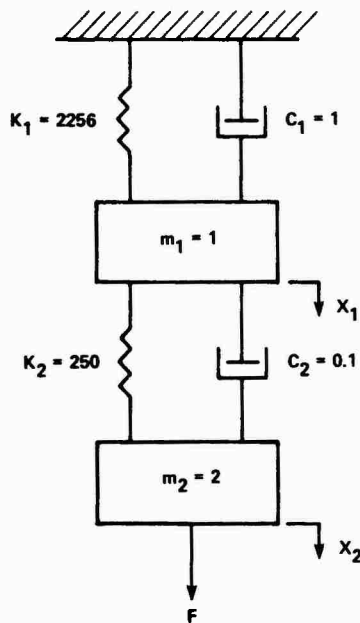 K₁ = 2256
C₁ = 1
m₁ = 1
X₁
K₂ = 250
C₂ = 0.1
m₂ = 2
X₂
F